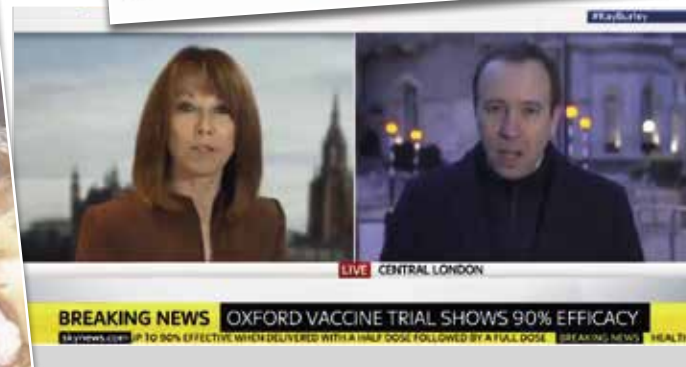 #KayBurley
LIVE CENTRAL LONDON
BREAKING NEWS OXFORD VACCINE TRIAL SHOWS 90% EFFICACY
skynews.com P TO 90% EFFECTIVE WHEN DELIVERED WITH A HALF DOSE FOLLOWED BY A FULL DOSE BREAKING NEWS HEALTH